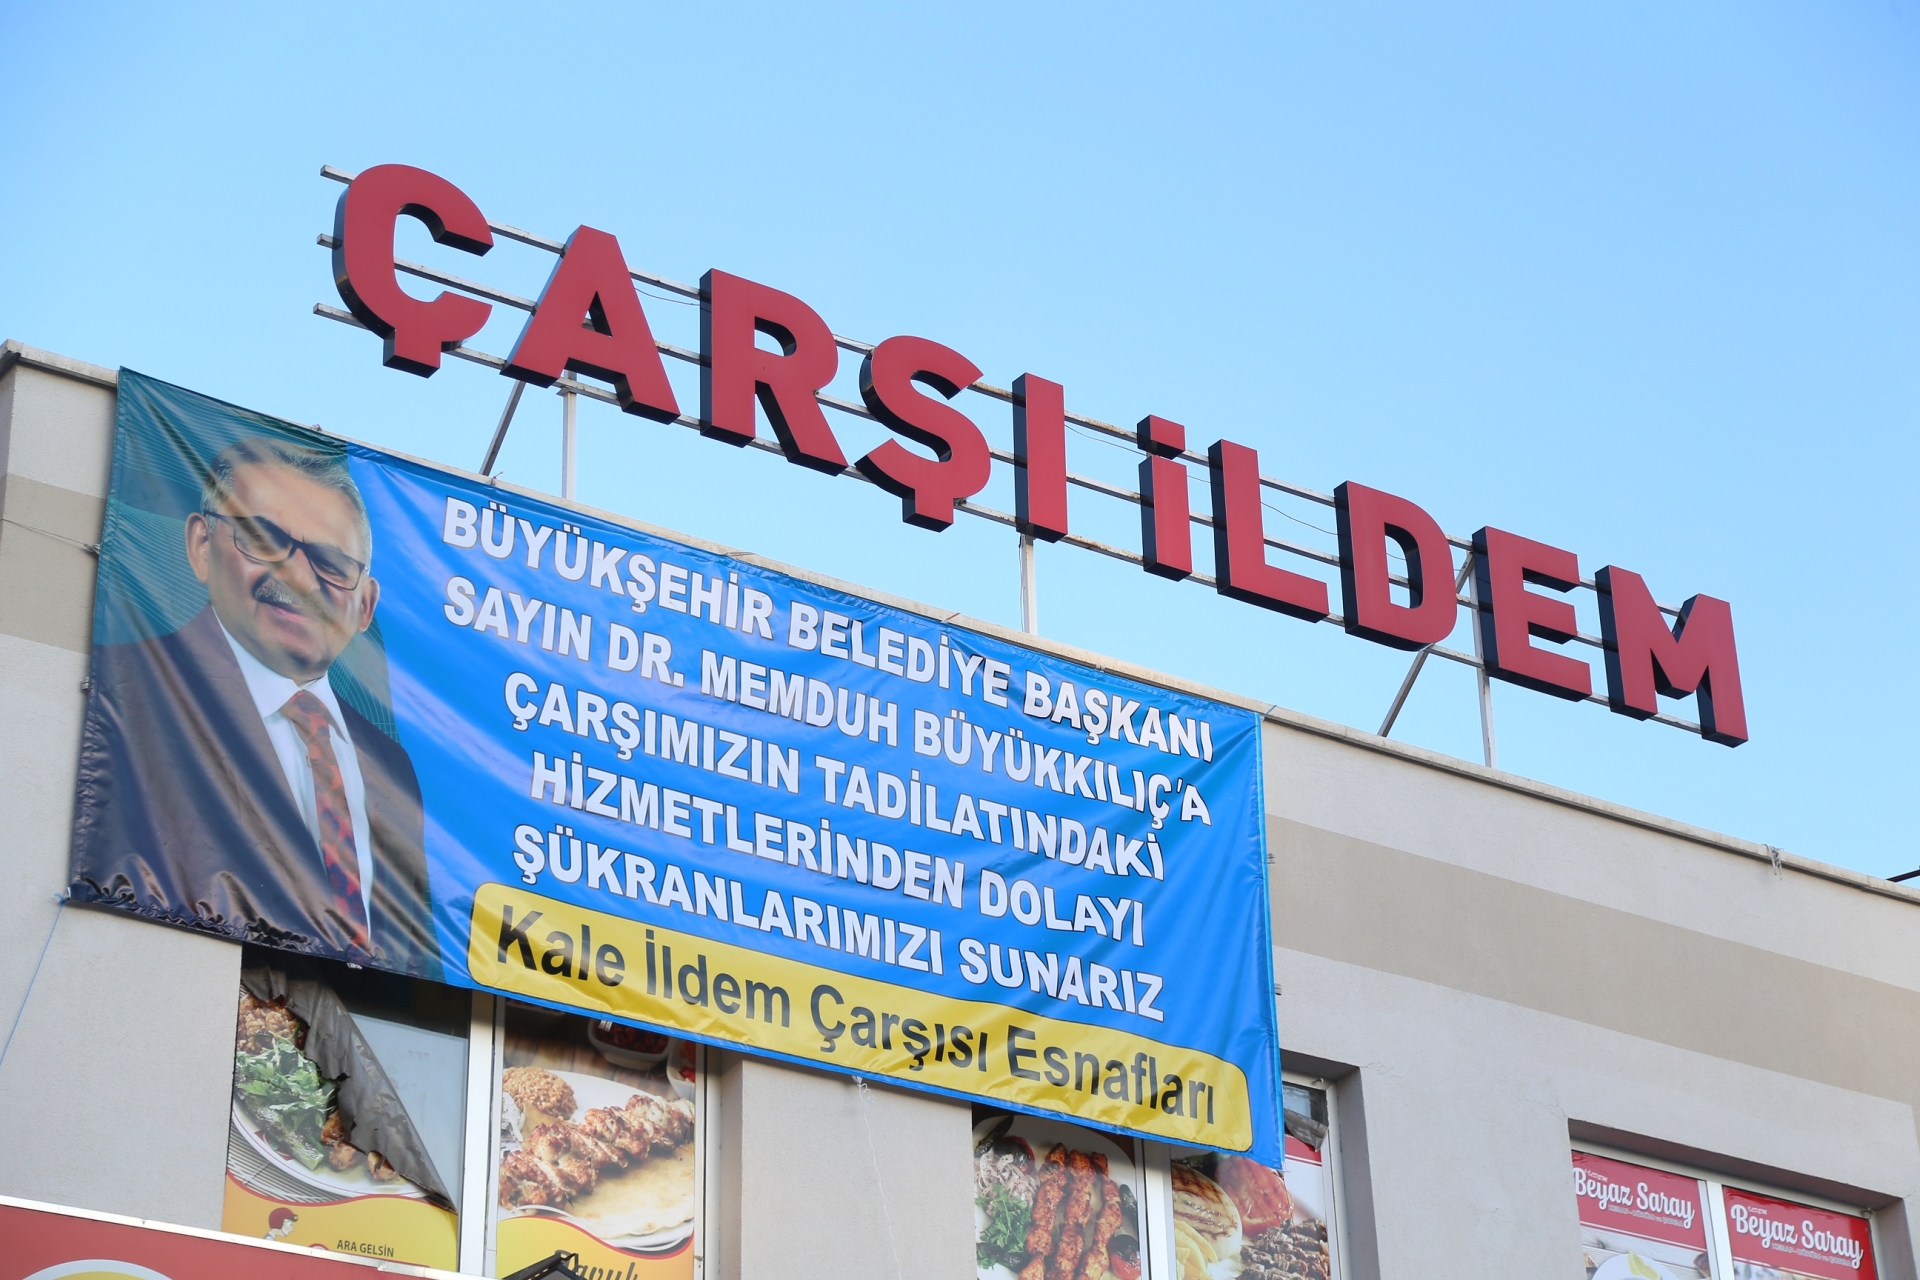 ÇARŞI İLDEM
BÜYÜKŞEHİR BELEDİYE BAŞKANI
SAYIN DR. MEMDUH BÜYÜKKILIÇ'A
ÇARŞIMIZIN TADİLATINDAKİ
HİZMETLERİNDEN DOLAYI
ŞÜKRANLARIMIZI SUNARIZ
Kale İldem Çarşısı Esnafları
ARA GELSİN
Beyaz Saray
Beyaz Saray